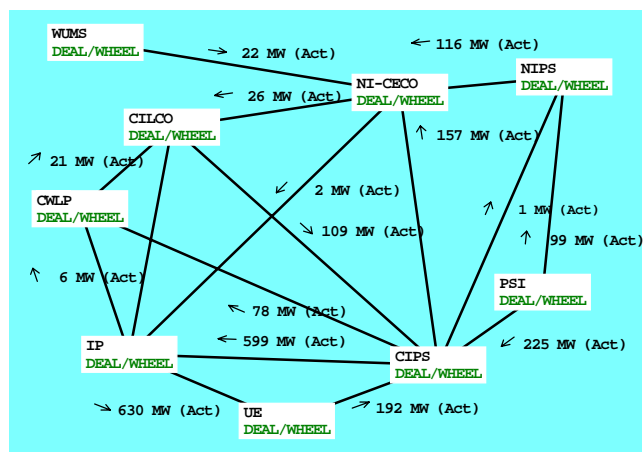 WUMS
DEAL/WHEEL
22 MW (Act)
116 MW (Act)
NIPS
DEAL/WHEEL
NI-CECO
DEAL/WHEEL
26 MW (Act)
CILCO
DEAL/WHEEL
157 MW (Act)
21 MW (Act)
CWLP
DEAL/WHEEL
2 MW (Act)
1 MW (Act)
109 MW (Act)
99 MW (Act)
6 MW (Act)
PSI
DEAL/WHEEL
78 MW (Act)
IP
DEAL/WHEEL
599 MW (Act)
CIPS
DEAL/WHEEL
225 MW (Act)
630 MW (Act)
UE
DEAL/WHEEL
192 MW (Act)